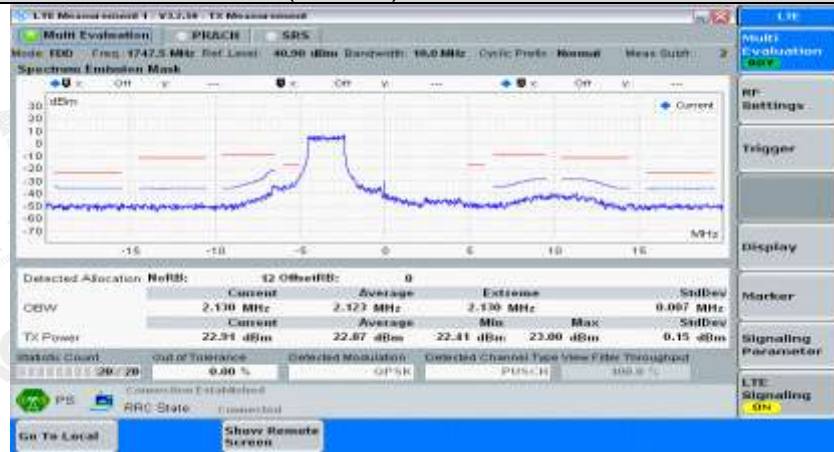 LTE Measurement 1 - V3.2.50 - TX Measurement
LTE
Multi Evaluation PRACH SRS
Multi Evaluation
RDY
Mode: FDD Freq.: 1747.5 MHz Ref. Level: 40.90 dBm Bandwidth: 10.0 MHz Cyclic Prefix: Normal Meas Subfr.: 2
Spectrum Emission Mask
x: Off y: --- x: Off y: --- x: Off y: ---
dBm
Current
30
20
10
0
-10
-20
-30
-40
-50
-60
-70
MHz
-15 -10 -5 0 5 10 15
Detected Allocation NoRB: 12 OffsetRB: 0
Current Average Extreme StdDev
OBW 2.130 MHz 2.123 MHz 2.130 MHz 0.007 MHz
Current Average Min Max StdDev
TX Power 22.91 dBm 22.87 dBm 22.41 dBm 23.00 dBm 0.15 dBm
Statistic Count Out of Tolerance Detected Modulation Detected Channel Type View Filter Throughput
20/ 20 0.00 % QPSK PUSCH 100.0 %
PS Connection Established
RRC State Connected
RF Settings
Trigger
Display
Marker
Signaling Parameter
LTE Signaling
ON
Go To Local
Show Remote Screen